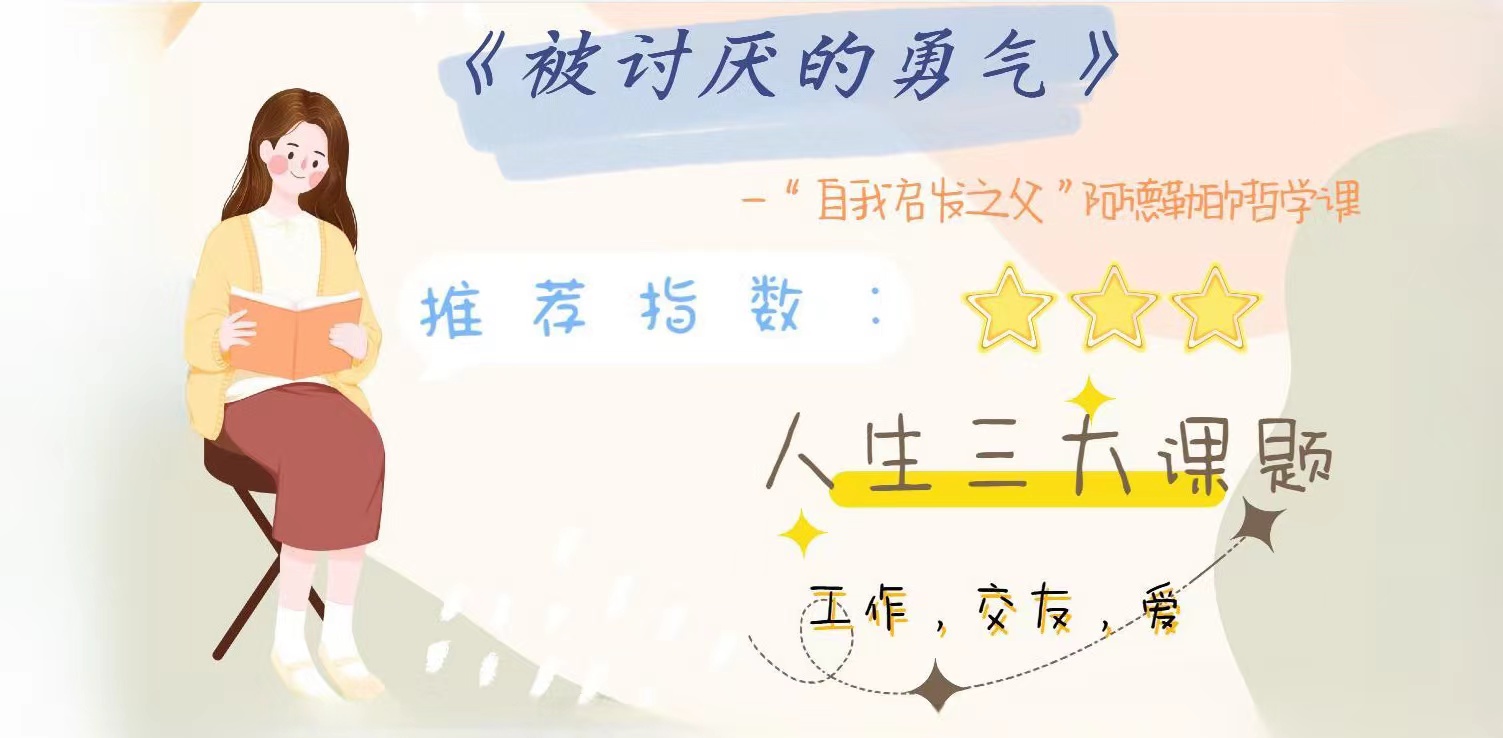 《被讨厌的勇气》
—“自我启发之父”阿德勒的哲学课
推荐指数：
人生三大课题
工作，交友，爱